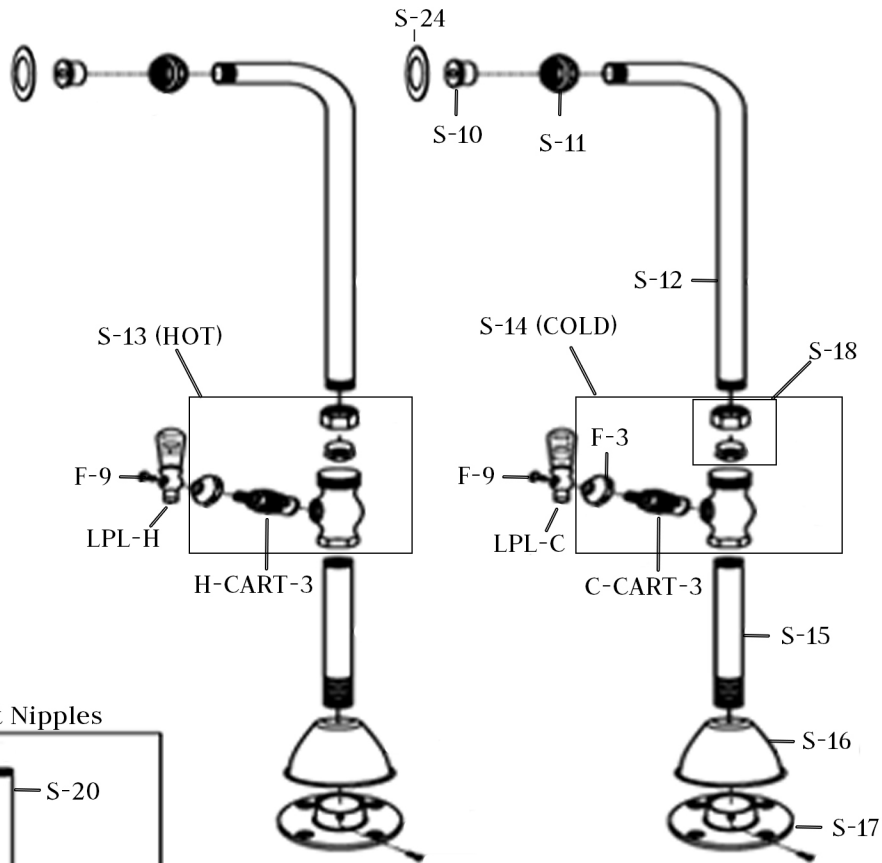 S-24
S-10
S-11
S-12
S-13 (HOT)
S-14 (COLD)
S-18
F-3
F-9
F-9
LPL-H
LPL-C
H-CART-3
C-CART-3
S-15
Nipples
S-16
S-20
S-17